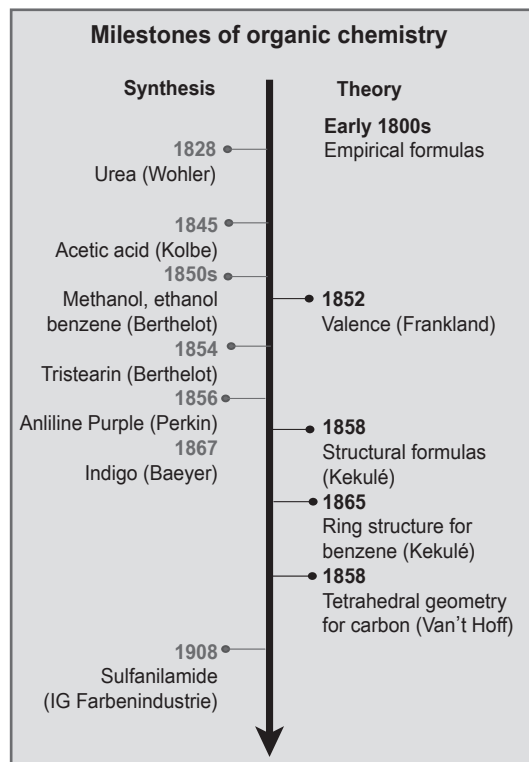 Milestones of organic chemistry
Synthesis
1828
Urea (Wohler)
1845
Acetic acid (Kolbe)
1850s
Methanol, ethanol
benzene (Berthelot)
1854
Tristearin (Berthelot)
1856
Anliline Purple (Perkin)
1867
Indigo (Baeyer)
1908
Sulfanilamide
(IG Farbenindustrie)
Theory
Early 1800s
Empirical formulas
1852
Valence (Frankland)
1858
Structural formulas
(Kekulé)
1865
Ring structure for
benzene (Kekulé)
1858
Tetrahedral geometry
for carbon (Van't Hoff)